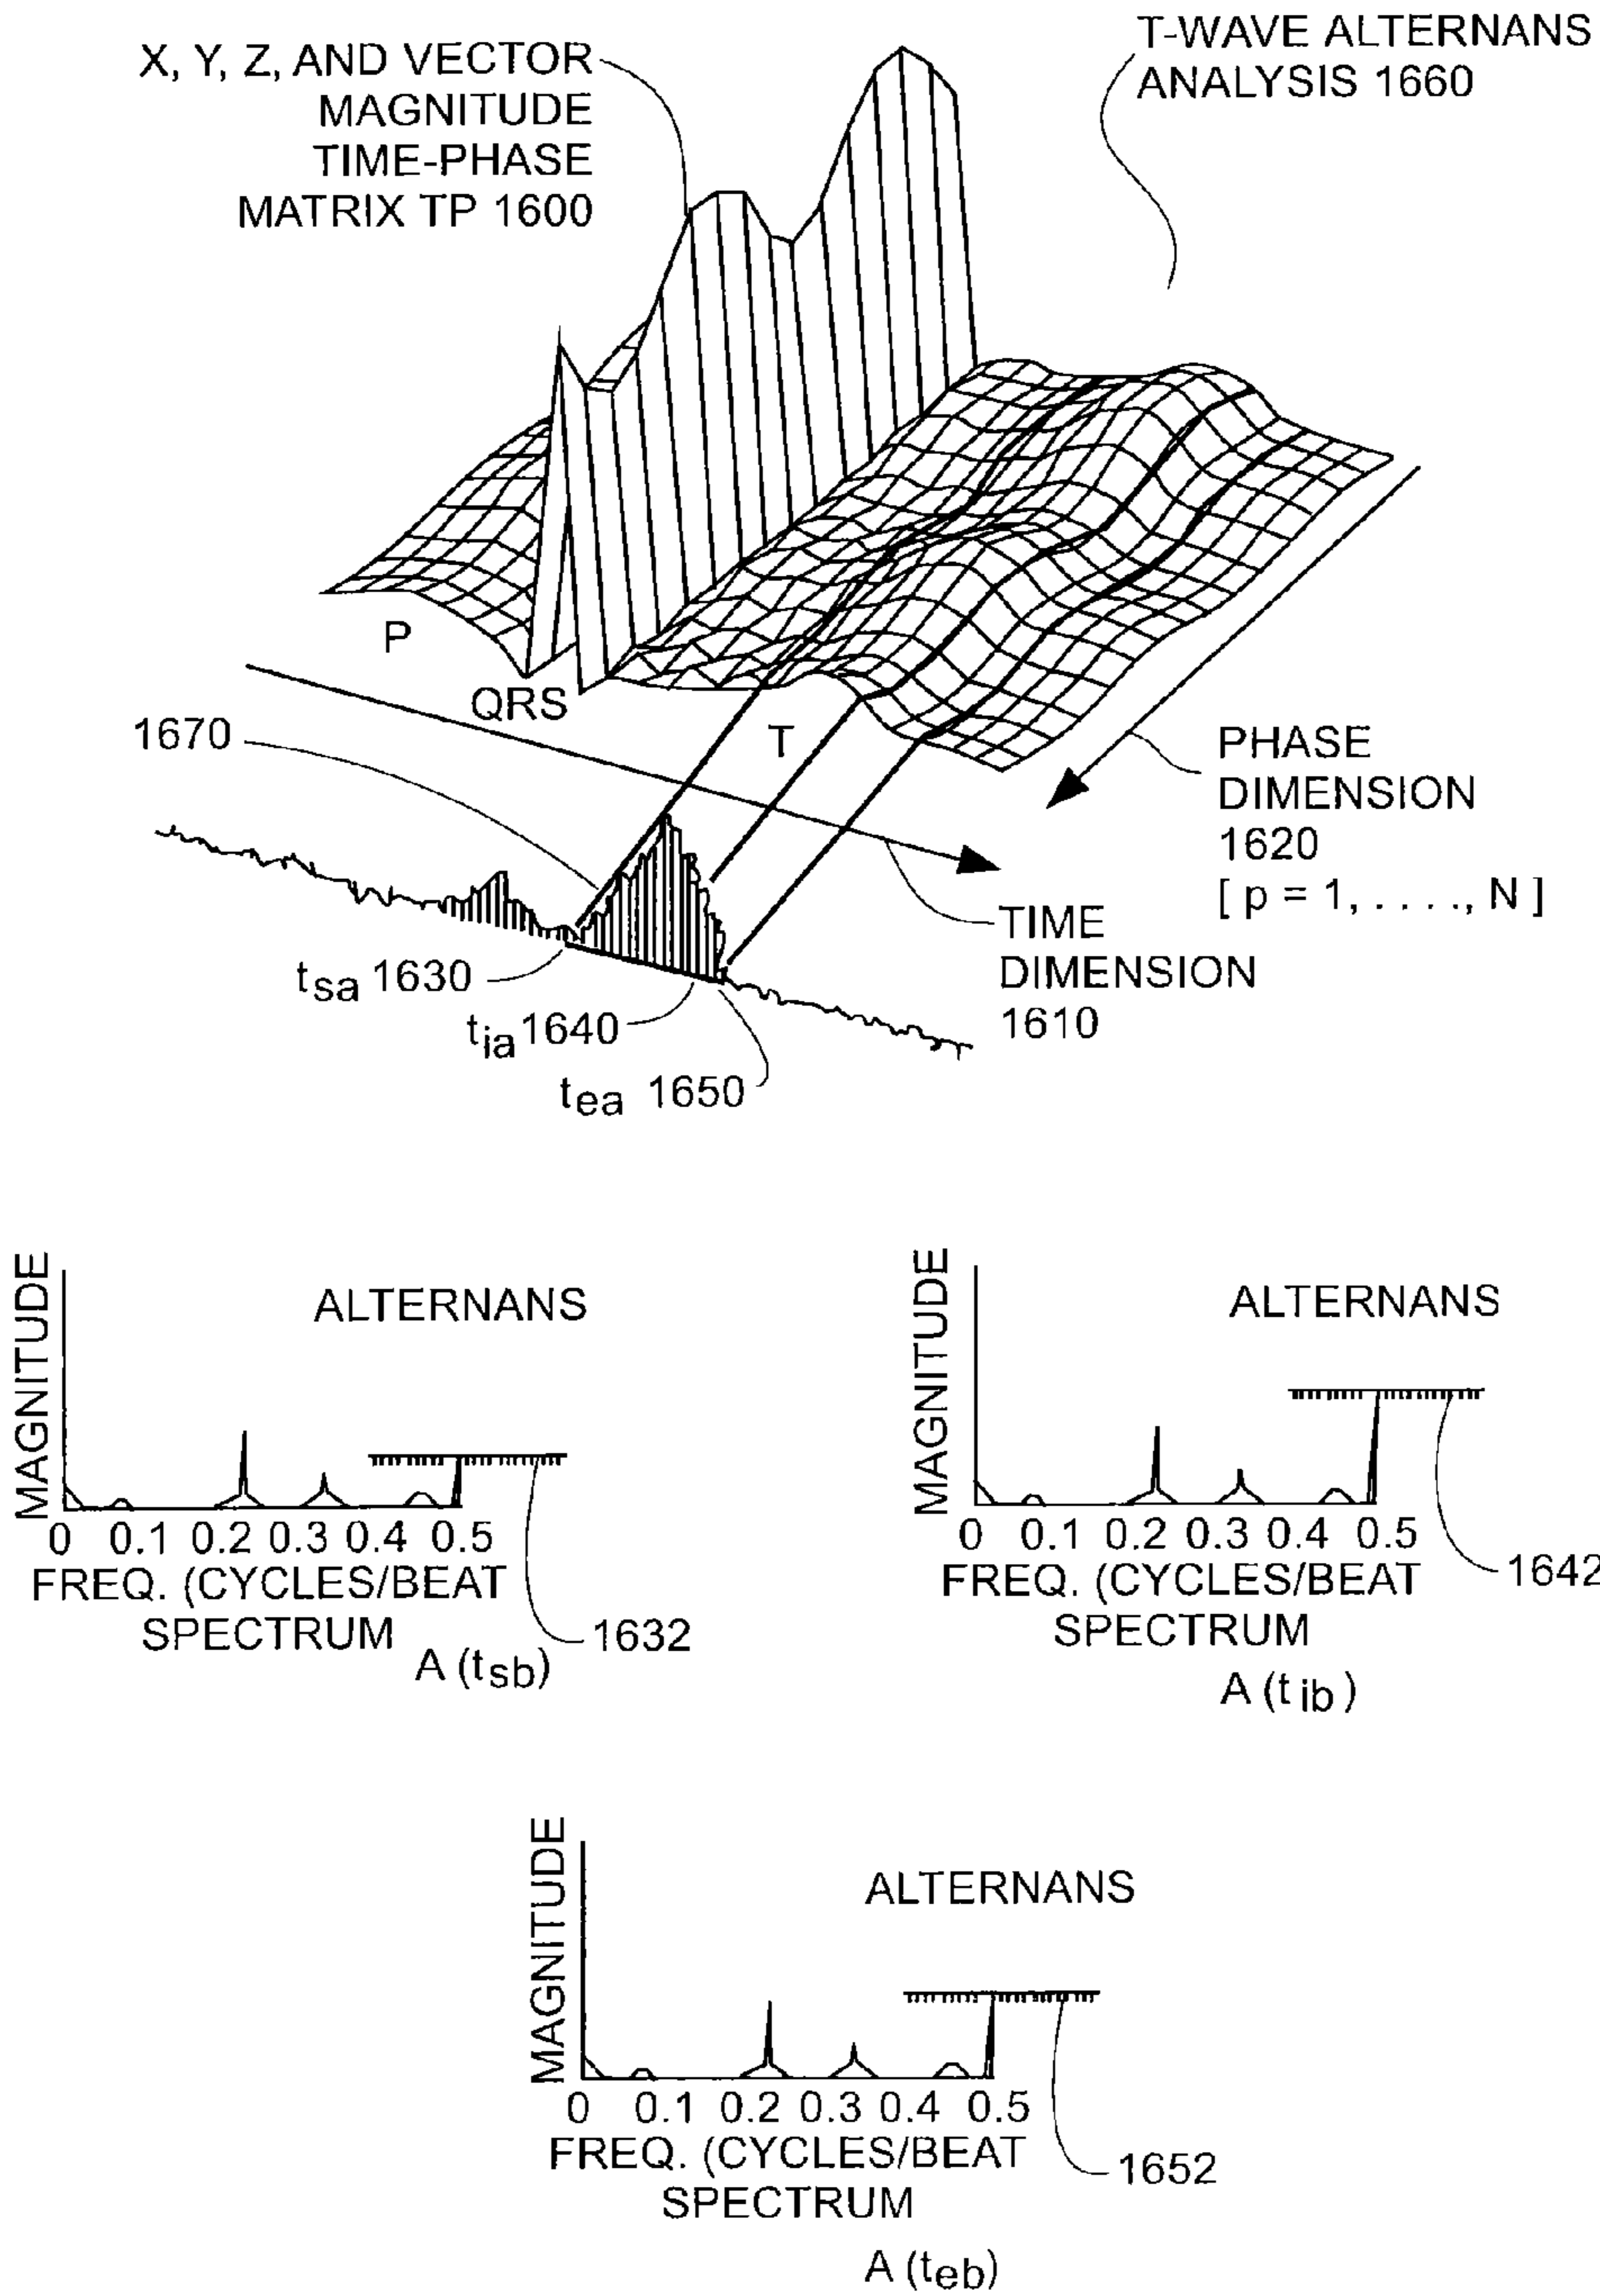 X, Y, Z, AND VECTOR
MAGNITUDE
TIME-PHASE
MATRIX TP 1600
T-WAVE ALTERNANS
ANALYSIS 1660
P
QRS
T
1670
PHASE
DIMENSION
1620
[ p = 1, . . . ., N ]
TIME
DIMENSION
1610
tsa 1630
tia 1640
tea 1650
MAGNITUDE
ALTERNANS
0 0.1 0.2 0.3 0.4 0.5
FREQ. (CYCLES/BEAT
SPECTRUM
1632
A (tsb)
MAGNITUDE
ALTERNANS
0 0.1 0.2 0.3 0.4 0.5
FREQ. (CYCLES/BEAT
SPECTRUM
1642
A (tib)
MAGNITUDE
ALTERNANS
0 0.1 0.2 0.3 0.4 0.5
FREQ. (CYCLES/BEAT
SPECTRUM
1652
A (teb)